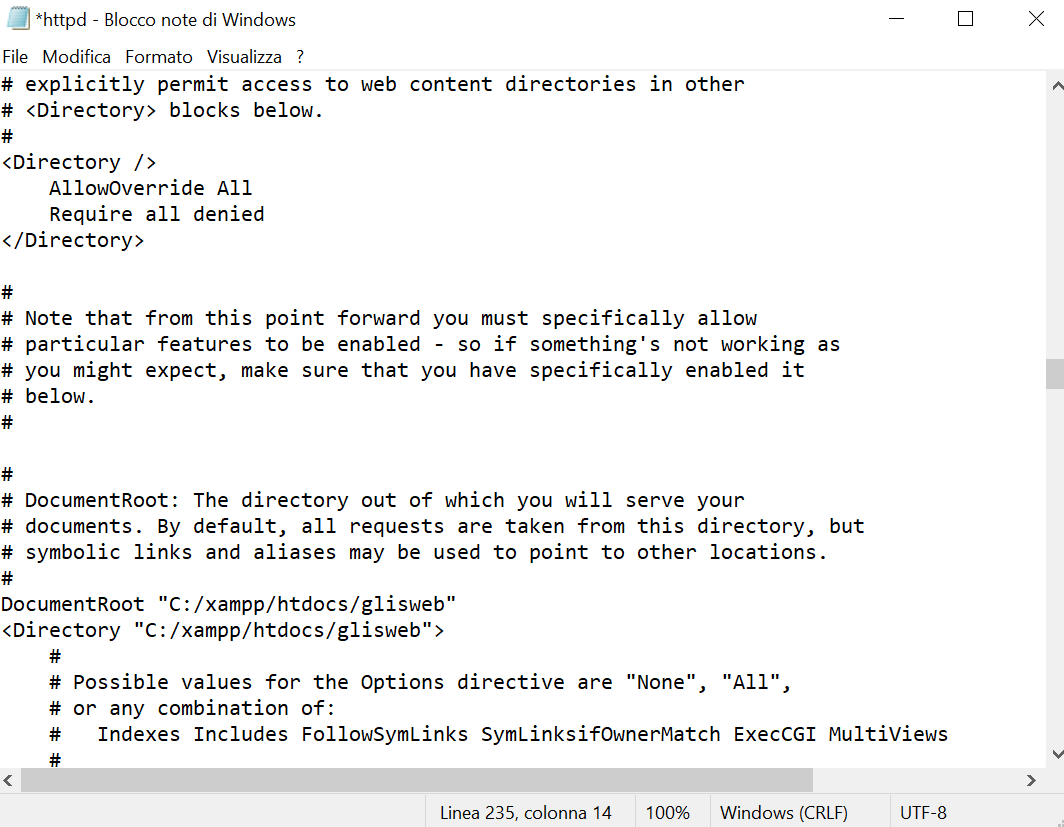 *httpd - Blocco note di Windows
File Modifica Formato Visualizza ?
# explicitly permit access to web content directories in other
# <Directory> blocks below.
#
<Directory />
    AllowOverride All
    Require all denied
</Directory>

#
# Note that from this point forward you must specifically allow
# particular features to be enabled - so if something's not working as
# you might expect, make sure that you have specifically enabled it
# below.
#

#
# DocumentRoot: The directory out of which you will serve your
# documents. By default, all requests are taken from this directory, but
# symbolic links and aliases may be used to point to other locations.
#
DocumentRoot "C:/xampp/htdocs/glisweb"
<Directory "C:/xampp/htdocs/glisweb">
    #
    # Possible values for the Options directive are "None", "All",
    # or any combination of:
    #   Indexes Includes FollowSymLinks SymLinksifOwnerMatch ExecCGI MultiViews
    #
Linea 235, colonna 14 100% Windows (CRLF) UTF-8